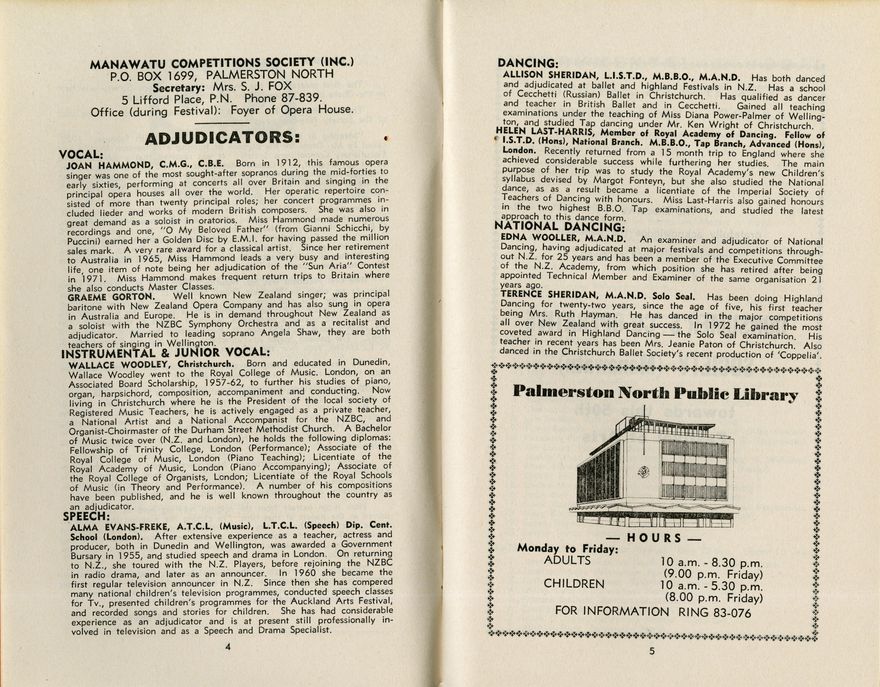 MANAWATU COMPETITIONS SOCIETY (INC.)
P.O. BOX 1699, PALMERSTON NORTH
Secretary: Mrs. S. J. FOX
5 Lifford Place, P.N. Phone 87-839.
Office (during Festival): Foyer of Opera House.
ADJUDICATORS:
VOCAL:
JOAN HAMMOND, C.M.G., C.B.E. Born in 1912, this famous opera
singer was one of the most sought-after sopranos during the mid-forties to
early sixties, performing at concerts all over Britain and singing in the
principal opera houses all over the world. Her operatic repertoire con-
sisted of more than twenty principal roles; her concert programmes in-
cluded lieder and works of modern British composers. She was also in
great demand as a soloist in oratorios. Miss Hammond made numerous
recordings and one, "O My Beloved Father" (from Gianni Schicchi, by
Puccini) earned her a Golden Disc by E.M.I. for having passed the million
sales mark. A very rare award for a classical artist. Since her retirement
to Australia in 1965, Miss Hammond leads a very busy and interesting
life, one item of note being her adjudication of the "Sun Aria" Contest
in 1971. Miss Hammond makes frequent return trips to Britain where
she also conducts Master Classes.
GRAEME GORTON. Well known New Zealand singer; was principal
baritone with New Zealand Opera Company and has also sung in opera
in Australia and Europe. He is in demand throughout New Zealand as
a soloist with the NZBC Symphony Orchestra and as a recitalist and
adjudicator. Married to leading soprano Angela Shaw, they are both
teachers of singing in Wellington.
INSTRUMENTAL & JUNIOR VOCAL:
WALLACE WOODLEY, Christchurch. Born and educated in Dunedin,
Wallace Woodley went to the Royal College of Music. London, on an
Associated Board Scholarship, 1957-62, to further his studies of piano,
organ, harpsichord, composition, accompaniment and conducting. Now
living in Christchurch where he is the President of the local society of
Registered Music Teachers, he is actively engaged as a private teacher,
a National Artist and a National Accompanist for the NZBC, and
Organist-Choirmaster of the Durham Street Methodist Church. A Bachelor
of Music twice over (N.Z. and London), he holds the following diplomas:
Fellowship of Trinity College, London (Performance); Associate of the
Royal College of Music, London (Piano Teaching); Licentiate of the
Royal Academy of Music, London (Piano Accompanying); Associate of
the Royal College of Organists, London; Licentiate of the Royal Schools
of Music (in Theory and Performance). A number of his compositions
have been published, and he is well known throughout the country as
an adjudicator.
SPEECH:
ALMA EVANS-FREKE, A.T.C.L. (Music), L.T.C.L. (Speech) Dip. Cent.
School (London). After extensive experience as a teacher, actress and
producer, both in Dunedin and Wellington, was awarded a Government
Bursary in 1955, and studied speech and drama in London. On returning
to N.Z., she toured with the N.Z. Players, before rejoining the NZBC
in radio drama, and later as an announcer. In 1960 she became the
first regular television announcer in N.Z. Since then she has compered
many national children's television programmes, conducted speech classes
for Tv., presented children's programmes for the Auckland Arts Festival,
and recorded songs and stories for children. She has had considerable
experience as an adjudicator and is at present still professionally in-
volved in television and as a Speech and Drama Specialist.
4
DANCING:
ALLISON SHERIDAN, L.I.S.T.D., M.B.B.O., M.A.N.D. Has both danced
and adjudicated at ballet and highland Festivals in N.Z. Has a school
of Cecchetti (Russian) Ballet in Christchurch. Has qualified as dancer
and teacher in British Ballet and in Cecchetti. Gained all teaching
examinations under the teaching of Miss Diana Power-Palmer of Welling-
ton, and studied Tap dancing under Mr. Ken Wright of Christchurch.
HELEN LAST-HARRIS, Member of Royal Academy of Dancing. Fellow of
I.S.T.D. (Hons), National Branch. M.B.B.O., Tap Branch, Advanced (Hons),
London. Recently returned from a 15 month trip to England where she
achieved considerable success while furthering her studies. The main
purpose of her trip was to study the Royal Academy's new Children's
syllabus devised by Margot Fonteyn, but she also studied the National
dance, as as a result became a licentiate of the Imperial Society of
Teachers of Dancing with honours. Miss Last-Harris also gained honours
in the two highest B.B.O. Tap examinations, and studied the latest
approach to this dance form.
NATIONAL DANCING:
EDNA WOOLLER, M.A.N.D. An examiner and adjudicator of National
Dancing, having adjudicated at major festivals and competitions through-
out N.Z. for 25 years and has been a member of the Executive Committee
of the N.Z. Academy, from which position she has retired after being
appointed Technical Member and Examiner of the same organisation 21
years ago.
TERENCE SHERIDAN, M.A.N.D. Solo Seal. Has been doing Highland
Dancing for twenty-two years, since the age of five, his first teacher
being Mrs. Ruth Hayman. He has danced in the major competitions
all over New Zealand with great success. In 1972 he gained the most
coveted award in Highland Dancing — the Solo Seal examination. His
teacher in recent years has been Mrs. Jeanie Paton of Christchurch. Also
danced in the Christchurch Ballet Society's recent production of 'Coppelia'.
Palmerston North Public Library
— HOURS —
Monday to Friday:
ADULTS 10 a.m. - 8.30 p.m.
(9.00 p.m. Friday)
CHILDREN 10 a.m. - 5.30 p.m.
(8.00 p.m. Friday)
FOR INFORMATION RING 83-076
5